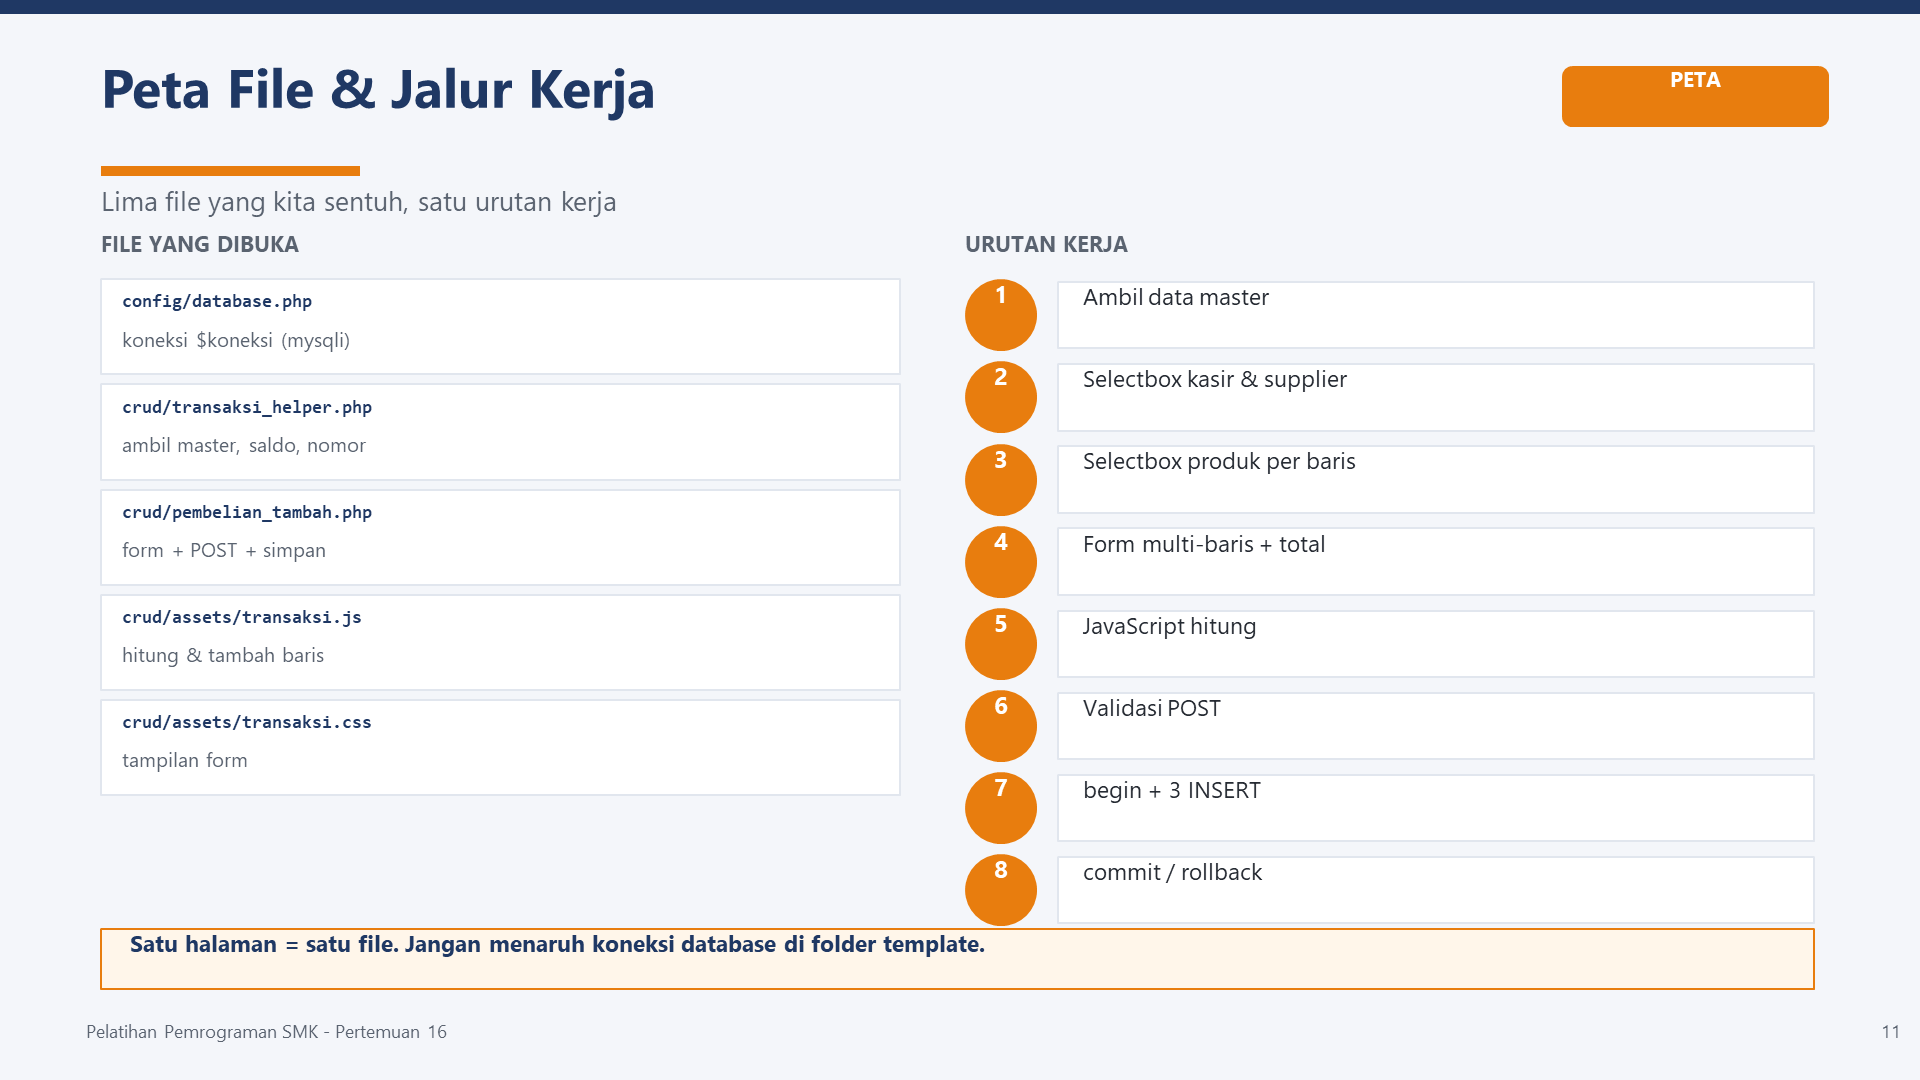 Peta File & Jalur Kerja
PETA
Lima file yang kita sentuh, satu urutan kerja
FILE YANG DIBUKA
config/database.php
koneksi $koneksi (mysqli)
crud/transaksi_helper.php
ambil master, saldo, nomor
crud/pembelian_tambah.php
form + POST + simpan
crud/assets/transaksi.js
hitung & tambah baris
crud/assets/transaksi.css
tampilan form
URUTAN KERJA
1 Ambil data master
2 Selectbox kasir & supplier
3 Selectbox produk per baris
4 Form multi-baris + total
5 JavaScript hitung
6 Validasi POST
7 begin + 3 INSERT
8 commit / rollback
Satu halaman = satu file. Jangan menaruh koneksi database di folder template.
Pelatihan Pemrograman SMK - Pertemuan 16
11